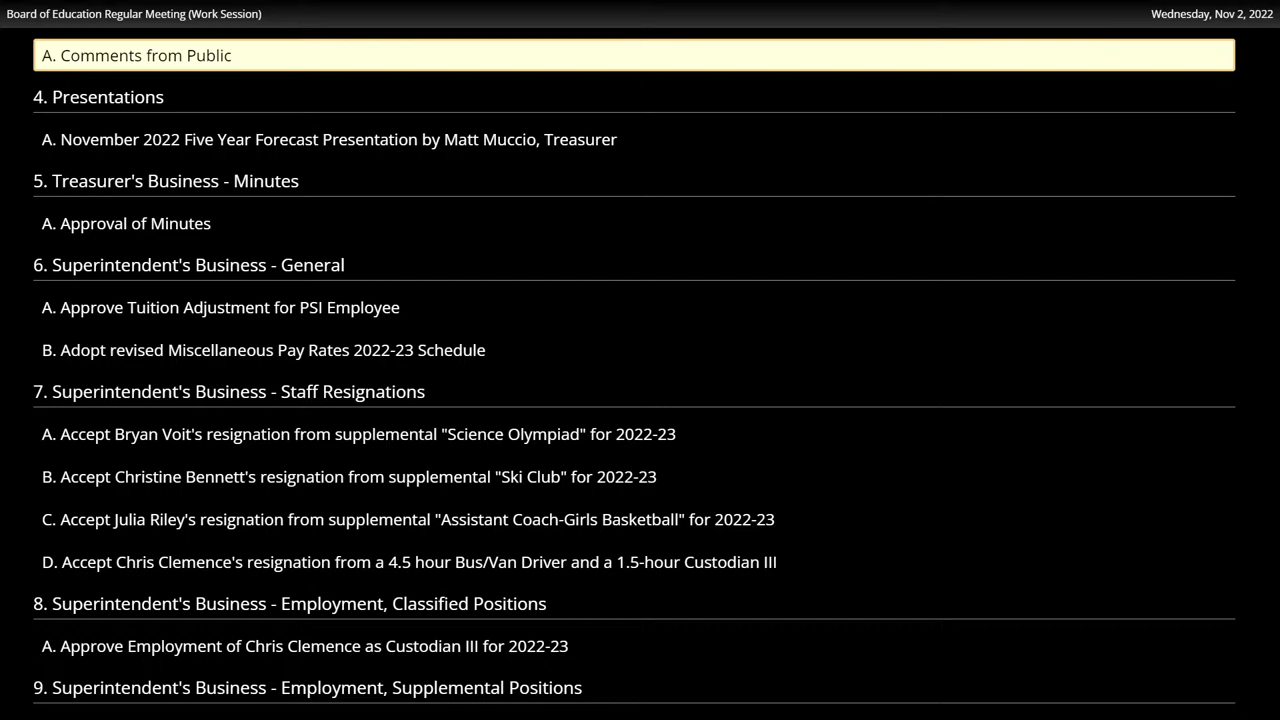 Board of Education Regular Meeting (Work Session)
Wednesday, Nov 2, 2022
A. Comments from Public
4. Presentations
A. November 2022 Five Year Forecast Presentation by Matt Muccio, Treasurer
5. Treasurer's Business - Minutes
A. Approval of Minutes
6. Superintendent's Business - General
A. Approve Tuition Adjustment for PSI Employee
B. Adopt revised Miscellaneous Pay Rates 2022-23 Schedule
7. Superintendent's Business - Staff Resignations
A. Accept Bryan Voit's resignation from supplemental "Science Olympiad" for 2022-23
B. Accept Christine Bennett's resignation from supplemental "Ski Club" for 2022-23
C. Accept Julia Riley's resignation from supplemental "Assistant Coach-Girls Basketball" for 2022-23
D. Accept Chris Clemence's resignation from a 4.5 hour Bus/Van Driver and a 1.5-hour Custodian III
8. Superintendent's Business - Employment, Classified Positions
A. Approve Employment of Chris Clemence as Custodian III for 2022-23
9. Superintendent's Business - Employment, Supplemental Positions